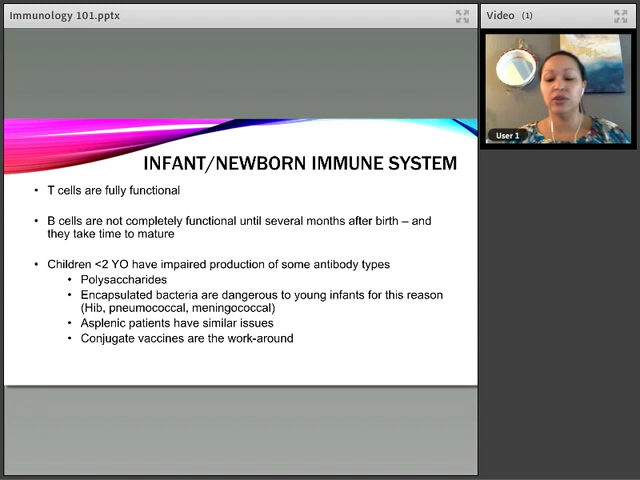 Immunology 101.pptx
Video (1)
User 1
INFANT/NEWBORN IMMUNE SYSTEM
• T cells are fully functional
• B cells are not completely functional until several months after birth – and
they take time to mature
• Children <2 YO have impaired production of some antibody types
• Polysaccharides
• Encapsulated bacteria are dangerous to young infants for this reason
(Hib, pneumococcal, meningococcal)
• Asplenic patients have similar issues
• Conjugate vaccines are the work-around